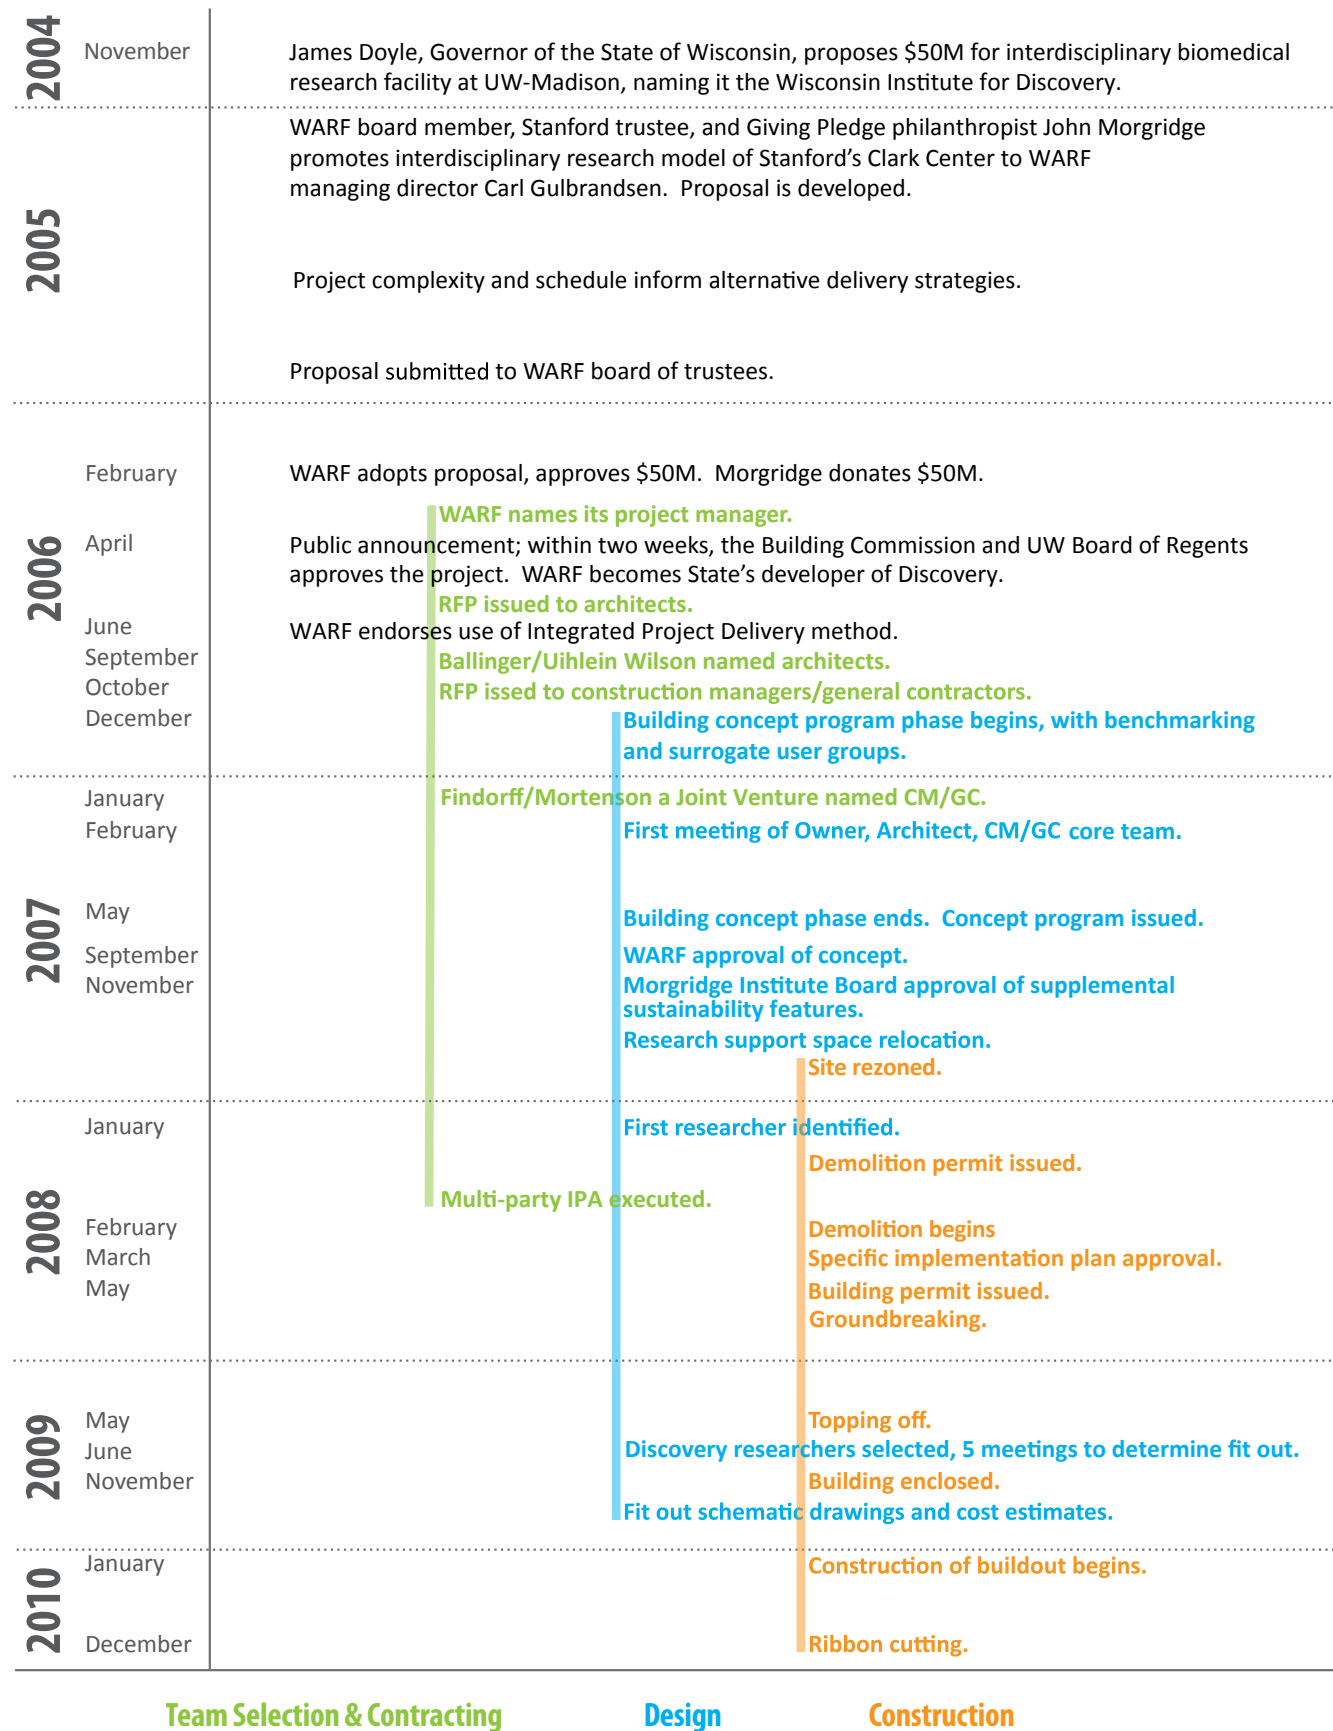 2004
November
James Doyle, Governor of the State of Wisconsin, proposes $50M for interdisciplinary biomedical
research facility at UW-Madison, naming it the Wisconsin Institute for Discovery.
2005
WARF board member, Stanford trustee, and Giving Pledge philanthropist John Morgridge
promotes interdisciplinary research model of Stanford's Clark Center to WARF
managing director Carl Gulbrandsen.  Proposal is developed.
Project complexity and schedule inform alternative delivery strategies.
Proposal submitted to WARF board of trustees.
2006
February
WARF adopts proposal, approves $50M.  Morgridge donates $50M.
WARF names its project manager.
April
Public announcement; within two weeks, the Building Commission and UW Board of Regents
approves the project.  WARF becomes State's developer of Discovery.
RFP issued to architects.
June
WARF endorses use of Integrated Project Delivery method.
September
Ballinger/Uihlein Wilson named architects.
October
RFP issed to construction managers/general contractors.
December
Building concept program phase begins, with benchmarking
and surrogate user groups.
2007
January
Findorff/Mortenson a Joint Venture named CM/GC.
February
First meeting of Owner, Architect, CM/GC core team.
May
Building concept phase ends.  Concept program issued.
September
WARF approval of concept.
November
Morgridge Institute Board approval of supplemental
sustainability features.
Research support space relocation.
Site rezoned.
2008
January
First researcher identified.
Demolition permit issued.
Multi-party IPA executed.
February
Demolition begins
March
Specific implementation plan approval.
May
Building permit issued.
Groundbreaking.
2009
May
Topping off.
June
Discovery researchers selected, 5 meetings to determine fit out.
November
Building enclosed.
Fit out schematic drawings and cost estimates.
2010
January
Construction of buildout begins.
December
Ribbon cutting.
Team Selection & Contracting
Design
Construction